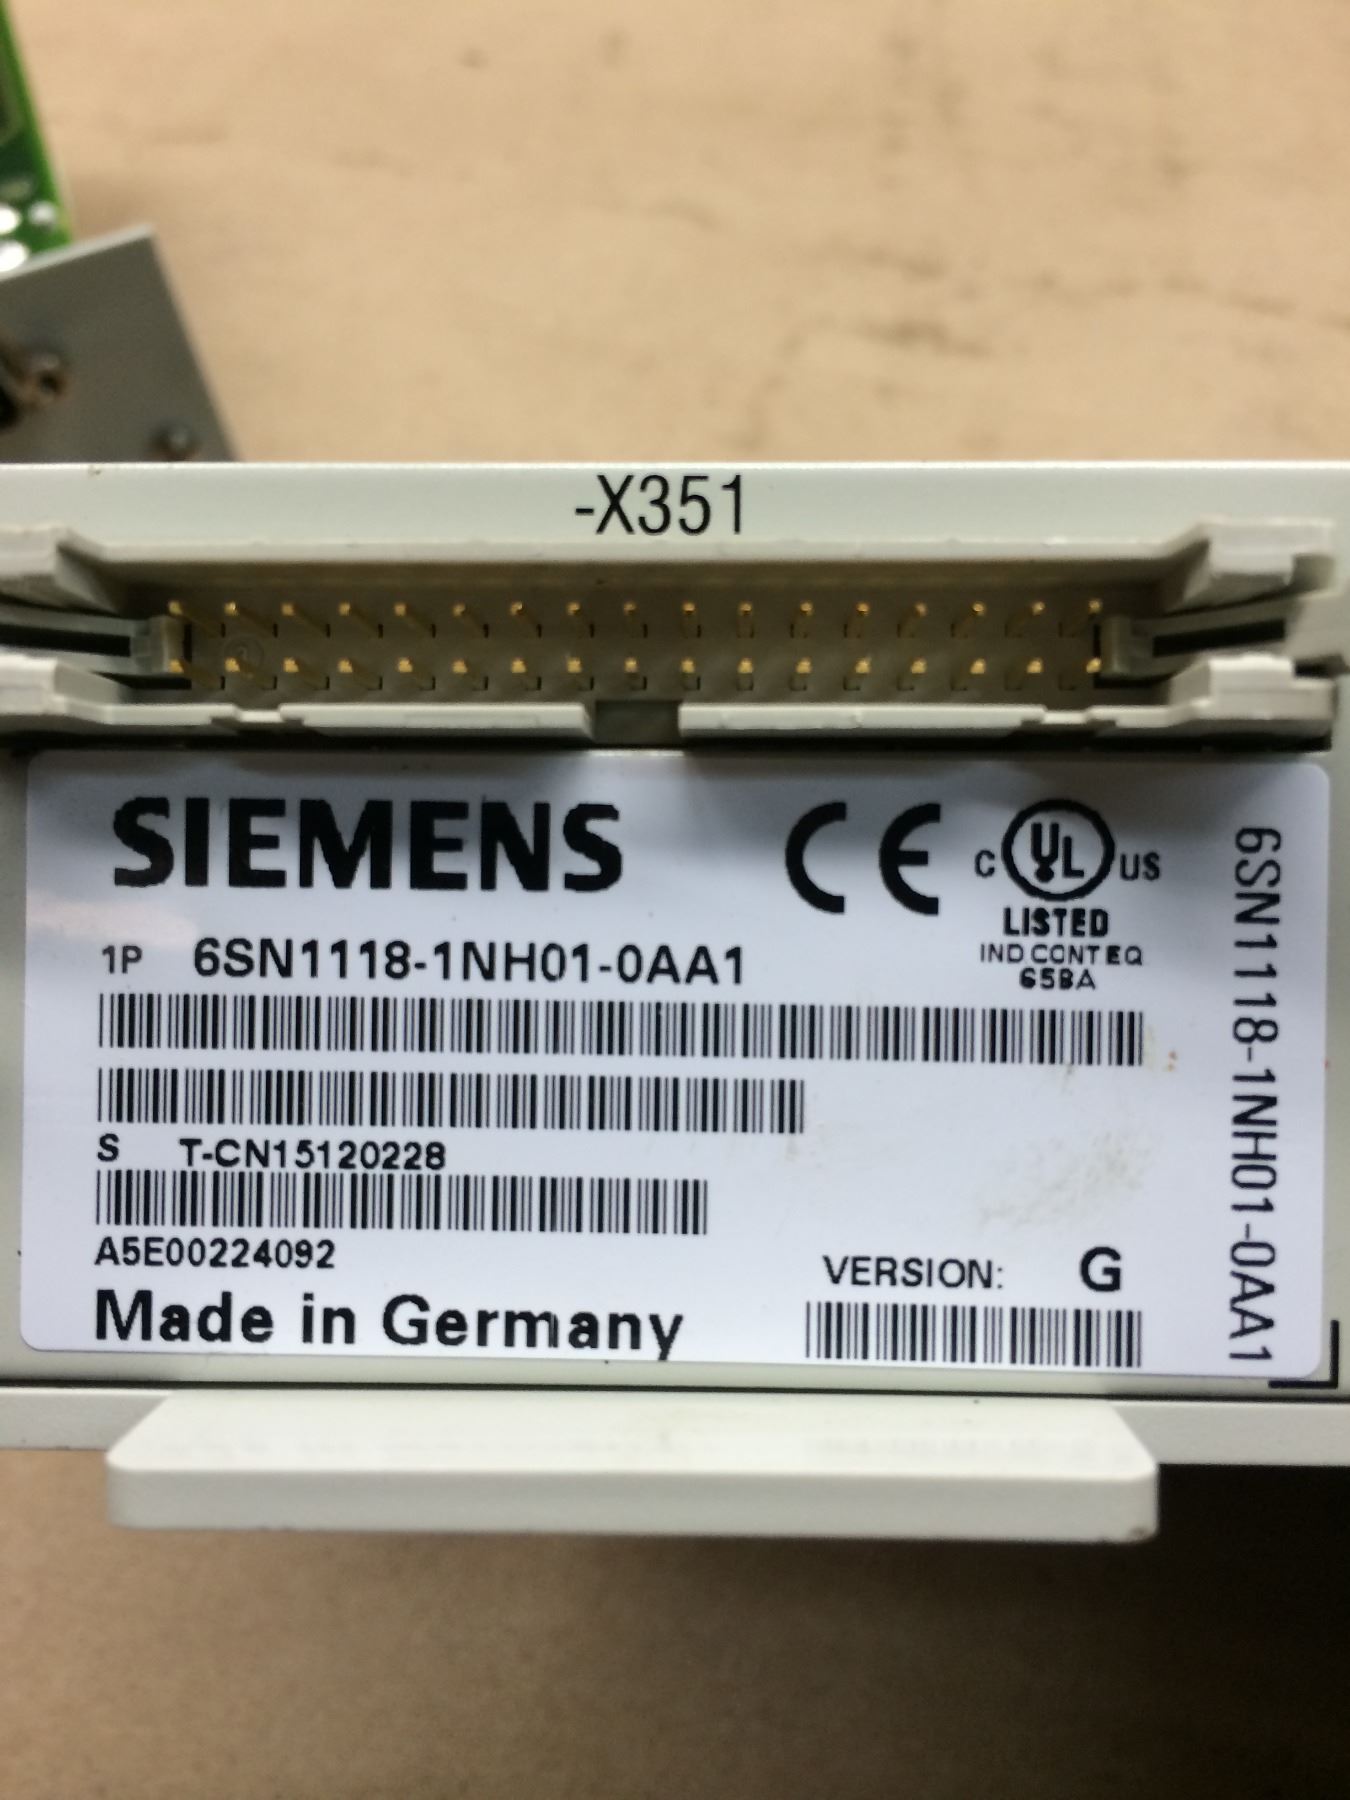 -X351
SIEMENS
CE
C UL US
LISTED
IND CONT EQ
65BA
1P 6SN1118-1NH01-0AA1
S T-CN15120228
A5E00224092
VERSION: G
Made in Germany
6SN1118-1NH01-0AA1